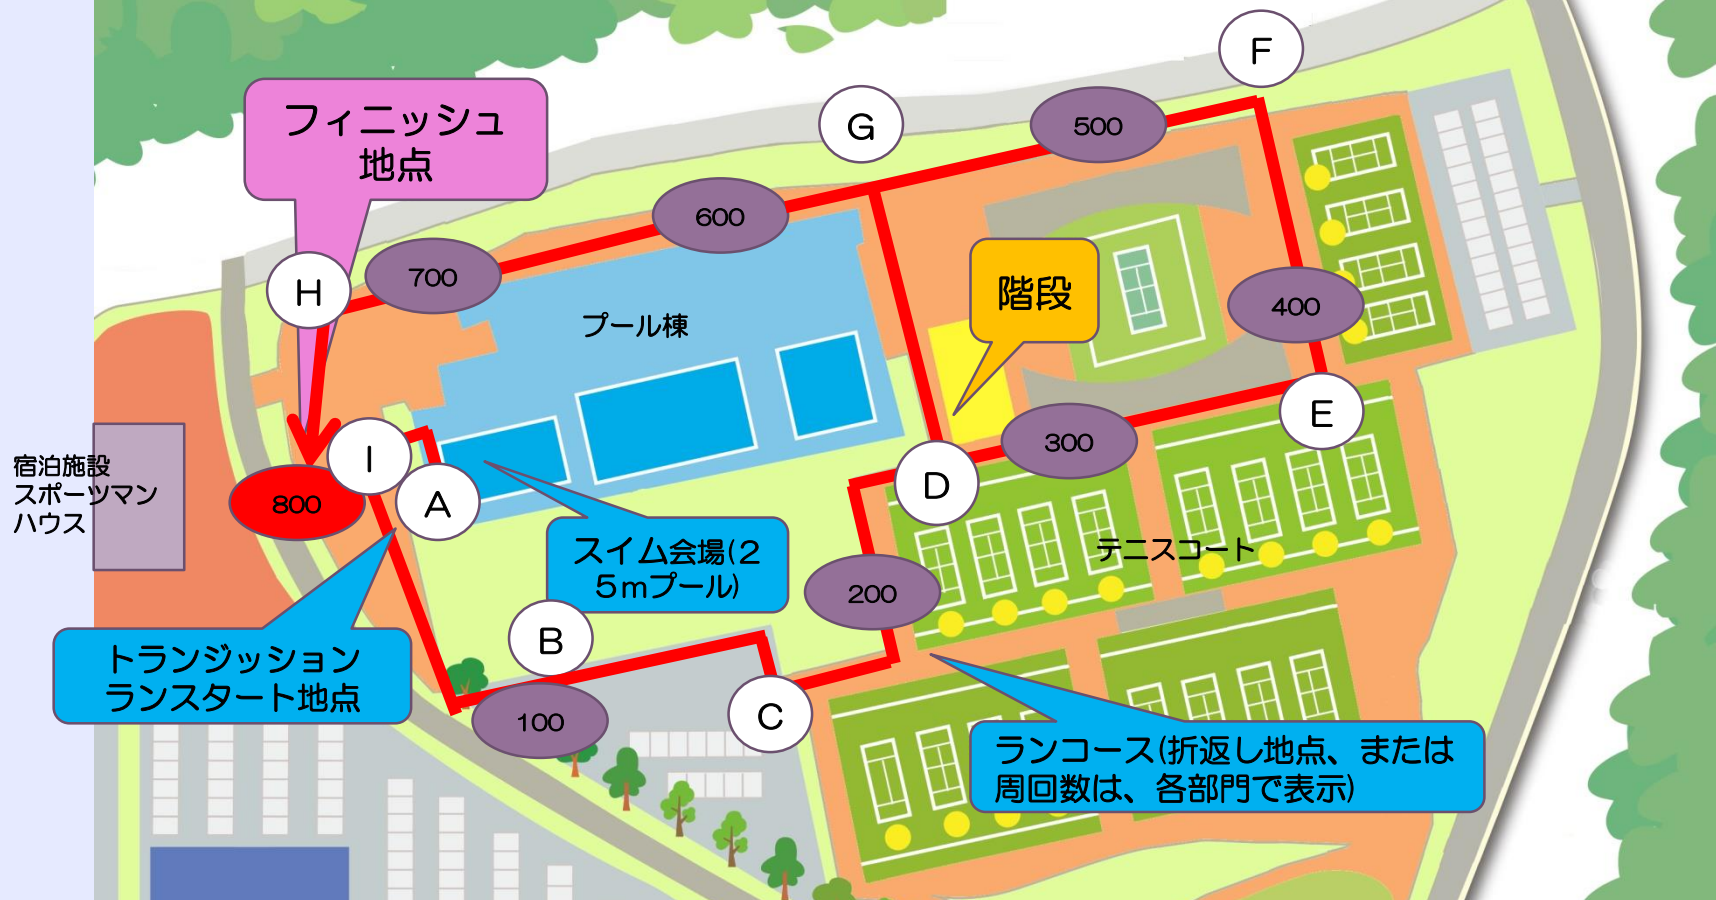 F
G
500
フィニッシュ
地点
600
700
H
プール棟
階段
400
E
300
I
D
宿泊施設
スポーツマン
ハウス
800
A
スイム会場(2
5mプール)
テニスコート
200
B
トランジッション
ランスタート地点
100
C
ランコース(折返し地点、または
周回数は、各部門で表示)